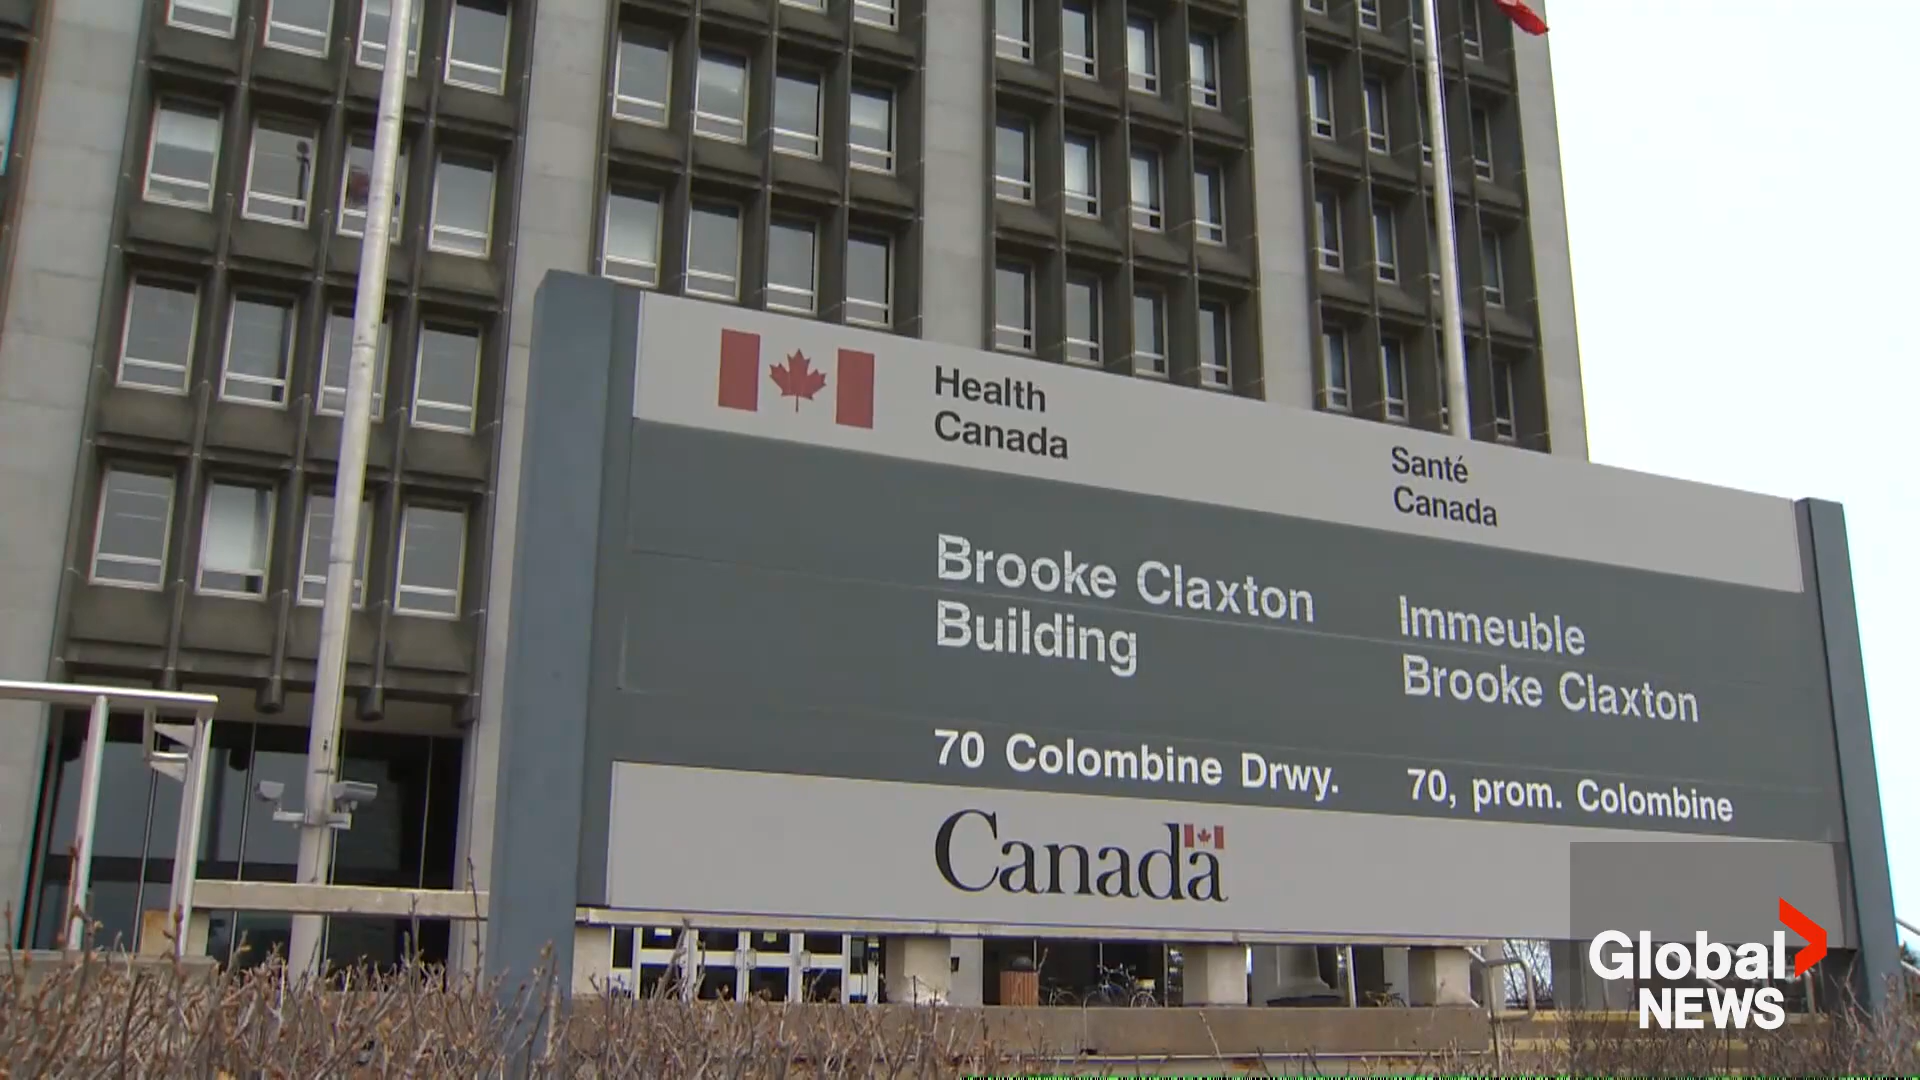 Health
Canada
Santé
Canada
Brooke Claxton
Building
Immeuble
Brooke Claxton
70 Colombine Drwy.
70, prom. Colombine
Canada
Global
NEWS